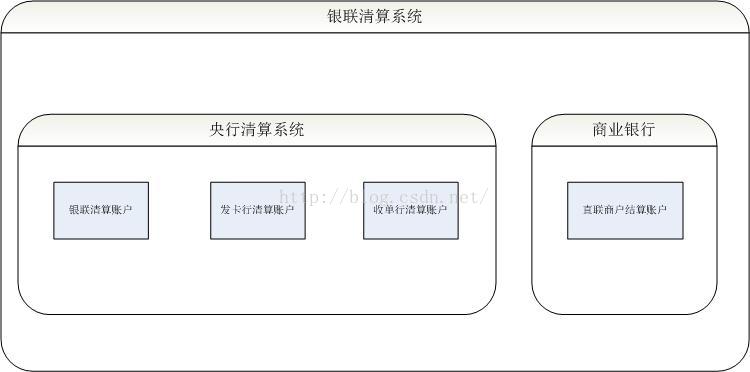 银联清算系统
央行清算系统
商业银行
银联清算账户
发卡行清算账户
收单行清算账户
直联商户结算账户
http://blog.csdn.net/